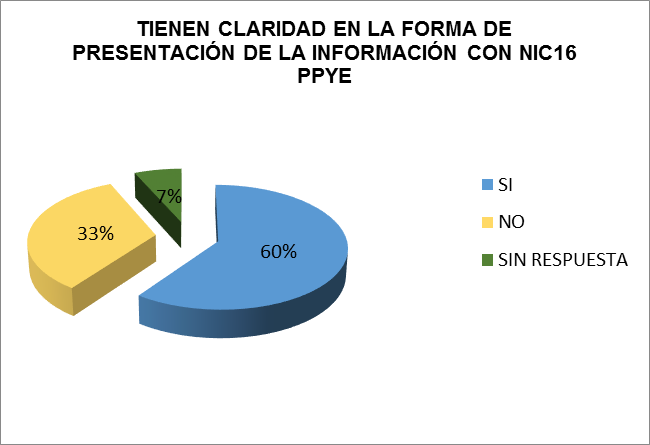 TIENEN CLARIDAD EN LA FORMA DE
PRESENTACIÓN DE LA INFORMACIÓN CON NIC16
PPYE
7%
33%
60%
SI
NO
SIN RESPUESTA